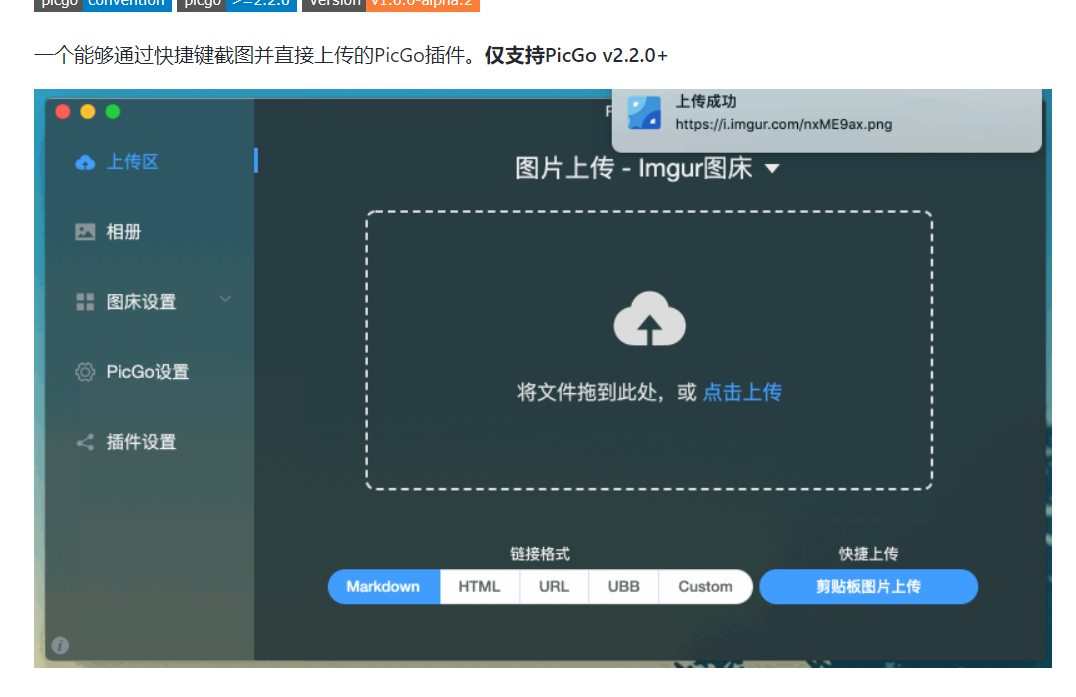 picgo convention picgo >=2.2.0 version v1.0.0-alpha.2
一个能够通过快捷键截图并直接上传的PicGo插件。仅支持PicGo v2.2.0+
上传成功
https://i.imgur.com/nxME9ax.png
上传区
图片上传 - Imgur图床
相册
图床设置
PicGo设置
将文件拖到此处，或 点击上传
插件设置
链接格式
快捷上传
Markdown HTML URL UBB Custom
剪贴板图片上传